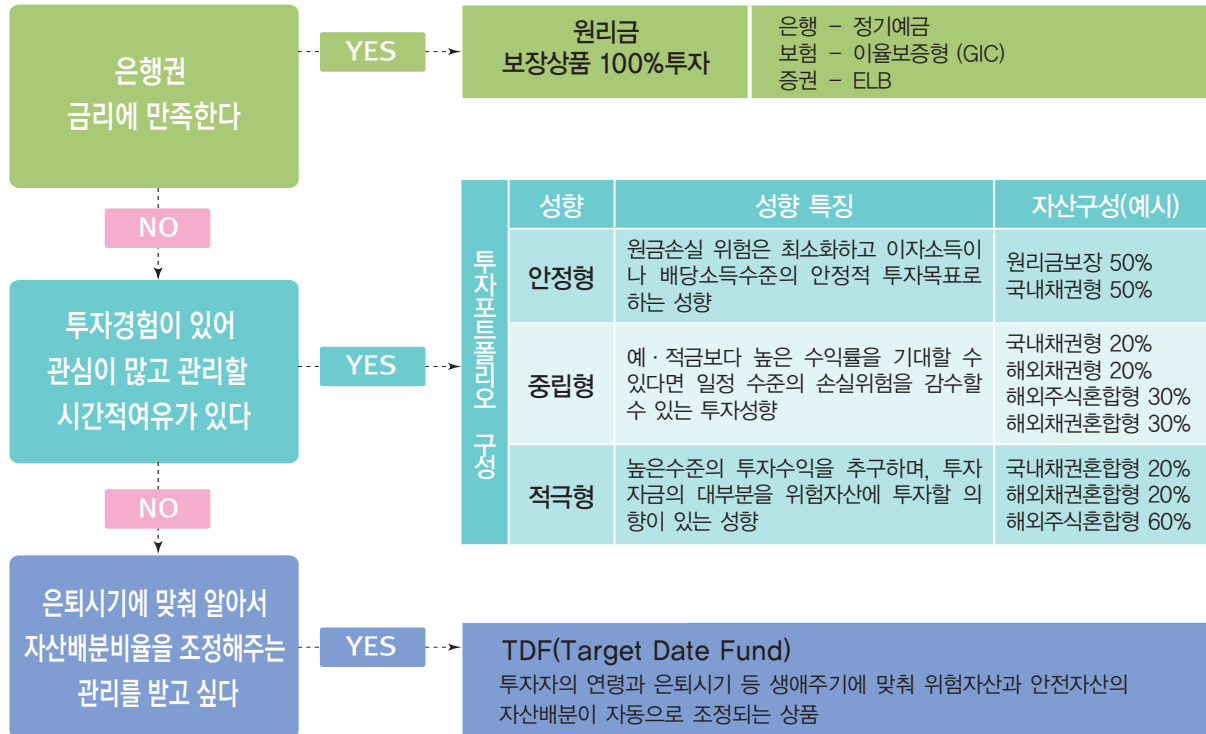 은행권
금리에 만족한다
YES
원리금
보장상품 100%투자
은행 - 정기예금
보험 - 이율보증형 (GIC)
증권 - ELB
NO
투자경험이 있어
관심이 많고 관리할
시간적여유가 있다
YES
투자포트폴리오 구성
성향
성향 특징
자산구성(예시)
안정형
원금손실 위험은 최소화하고 이자소득이
나 배당소득수준의 안정적 투자목표로
하는 성향
원리금보장 50%
국내채권형 50%
중립형
예·적금보다 높은 수익률을 기대할 수
있다면 일정 수준의 손실위험을 감수할
수 있는 투자성향
국내채권형 20%
해외채권형 20%
해외주식혼합형 30%
해외채권혼합형 30%
적극형
높은수준의 투자수익을 추구하며, 투자
자금의 대부분을 위험자산에 투자할 의
향이 있는 성향
국내채권혼합형 20%
해외채권혼합형 20%
해외주식혼합형 60%
NO
은퇴시기에 맞춰 알아서
자산배분비율을 조정해주는
관리를 받고 싶다
YES
TDF(Target Date Fund)
투자자의 연령과 은퇴시기 등 생애주기에 맞춰 위험자산과 안전자산의
자산배분이 자동으로 조정되는 상품